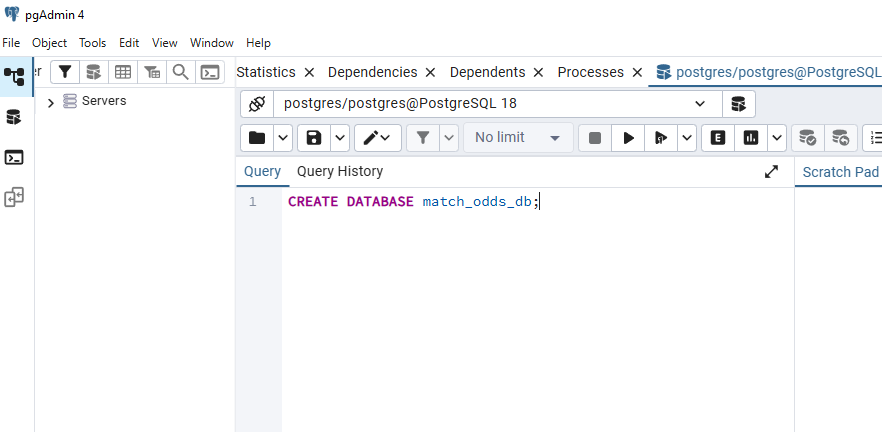 pgAdmin 4
File Object Tools Edit View Window Help
er
Statistics Dependencies Dependents Processes postgres/postgres@PostgreSQL
Servers
postgres/postgres@PostgreSQL 18
No limit
E
Query Query History
Scratch Pad
1 CREATE DATABASE match_odds_db;